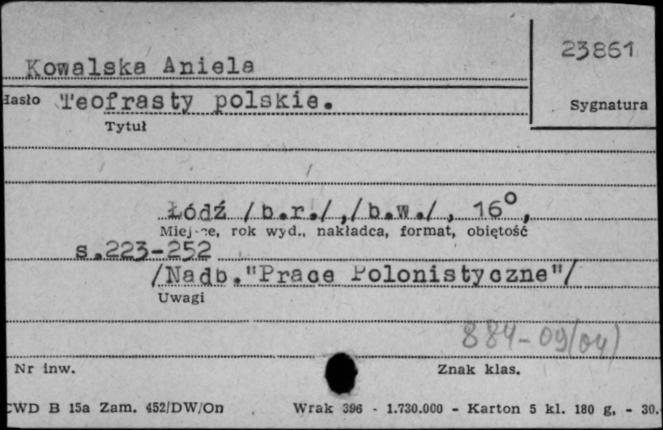 23861
Kowalska Aniela
Hasło Teofrasty polskie.
Sygnatura
Tytuł
Łódź /b.r./,/b.w./, 16°,
Miejsce, rok wyd., nakładca, format, obiętość
s.223-252
/Nadb."Prace Polonistyczne"/
Uwagi
884-09(04)
Nr inw.
Znak klas.
CWD B 15a Zam. 452/DW/On Wrak 396 - 1.730.000 - Karton 5 kl. 180 g. - 30.